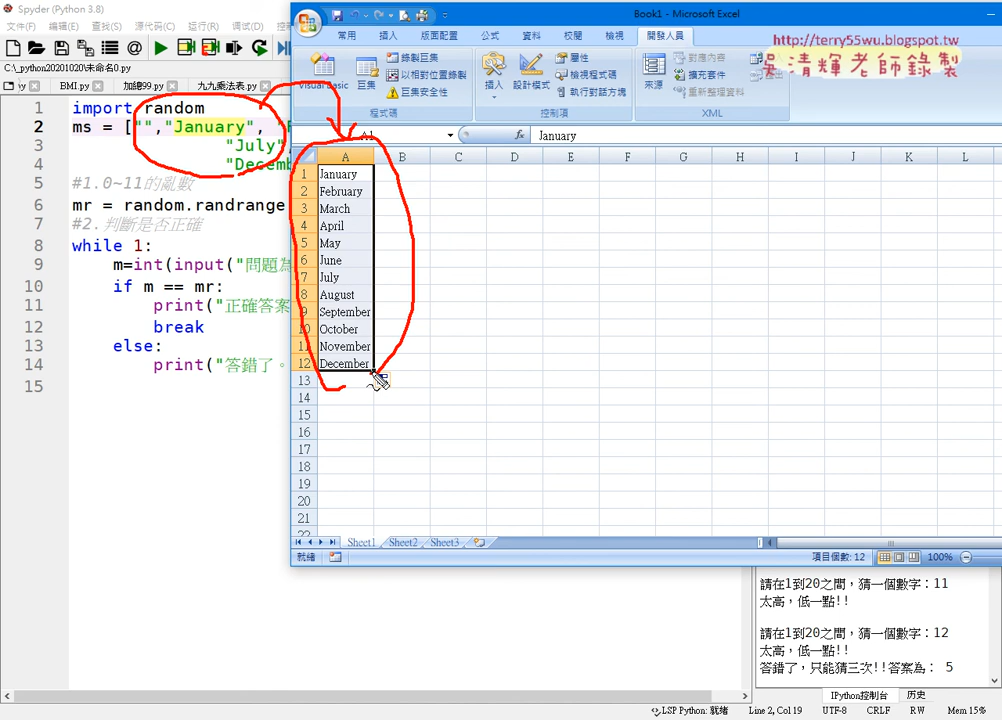 Spyder (Python 3.8)
文件(F) 编辑(E) 查找(S) 源代码(C) 运行(R) 调试(D)
C:\_python20201020\未命名0.py
BMI.py 加總99.py 九九乘法表.py
1 import random
2 ms = ["","January",
3 "July"
4 "Decemb
5 #1.0~11的亂數
6 mr = random.randrange
7 #2.判斷是否正確
8 while 1:
9 m=int(input("問題為
10 if m == mr:
11 print("正確答案
12 break
13 else:
14 print("答錯了。
15
Book1 - Microsoft Excel
常用 插入 版面配置 公式 資料 校閱 檢視 開發人員
http://terry55wu.blogspot.tw
吳清輝老師錄製
Visual Basic 巨集 錄製巨集 以相對位置錄製 巨集安全性
程式碼
插入 設計模式 屬性 檢視程式碼 執行對話方塊
控制項
來源 對應內容 擴充套件 重新整理資料
XML
A1 January
A B C D E F G H I J K L
1 January
2 February
3 March
4 April
5 May
6 June
7 July
8 August
9 September
10 October
11 November
12 December
13
14
15
16
17
18
19
20
21
22
Sheet1 Sheet2 Sheet3
就緒 項目個數: 12 100%
請在1到20之間，猜一個數字：11
太高，低一點!!
請在1到20之間，猜一個數字：12
太高，低一點!!
答錯了，只能猜三次!!答案為： 5
IPython控制台 历史
LSP Python: 就绪 Line 2, Col 19 UTF-8 CRLF RW Mem 15%